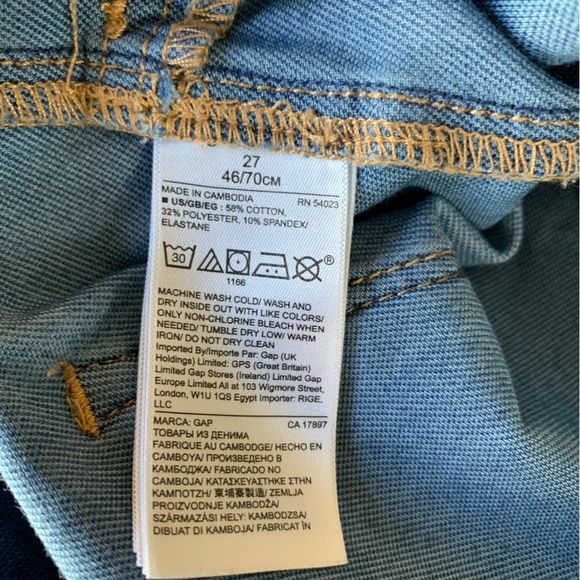 27
46/70CM
MADE IN CAMBODIA RN 54023
■ US/GB/EG: 58% COTTON,
32% POLYESTER, 10% SPANDEX/
ELASTANE
30 ®
1166
MACHINE WASH COLD/ WASH AND
DRY INSIDE OUT WITH LIKE COLORS/
ONLY NON-CHLORINE BLEACH WHEN
NEEDED/ TUMBLE DRY LOW/ WARM
IRON/ DO NOT DRY CLEAN
Imported By/Importe Par: Gap (UK
Holdings) Limited: GPS (Great Britain)
Limited Gap Stores (Ireland) Limited Gap
Europe Limited All at 103 Wigmore Street,
London, W1U 1QS Egypt Importer: RIGE,
LLC
MARCA: GAP CA 17897
ТОВАРЫ ИЗ ДЕНИМА
FABRIQUE AU CAMBODGE/ HECHO EN
CAMBOYA/ ПРОИЗВЕДЕНО В
КАМБОДЖА/ FABRICADO NO
CAMBOJA/ ΚΑΤΑΣΚΕΥΑΣΤΗΚΕ ΣΤΗΝ
ΚΑΜΠΟΤΖΗ/ 柬埔寨製造/ ZEMLJA
PROIZVODNJE KAMBODŽA/
SZÁRMAZÁSI HELY: KAMBODZSA/
DIBUAT DI KAMBOJA/ FABRICAT ÎN